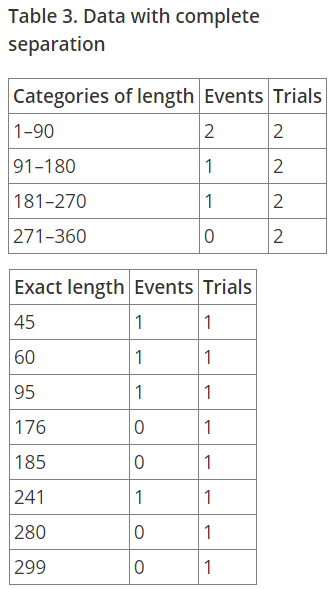 Table 3. Data with complete
separation
Categories of length Events Trials
1–90 2 2
91–180 1 2
181–270 1 2
271–360 0 2
Exact length Events Trials
45 1 1
60 1 1
95 1 1
176 0 1
185 0 1
241 1 1
280 0 1
299 0 1